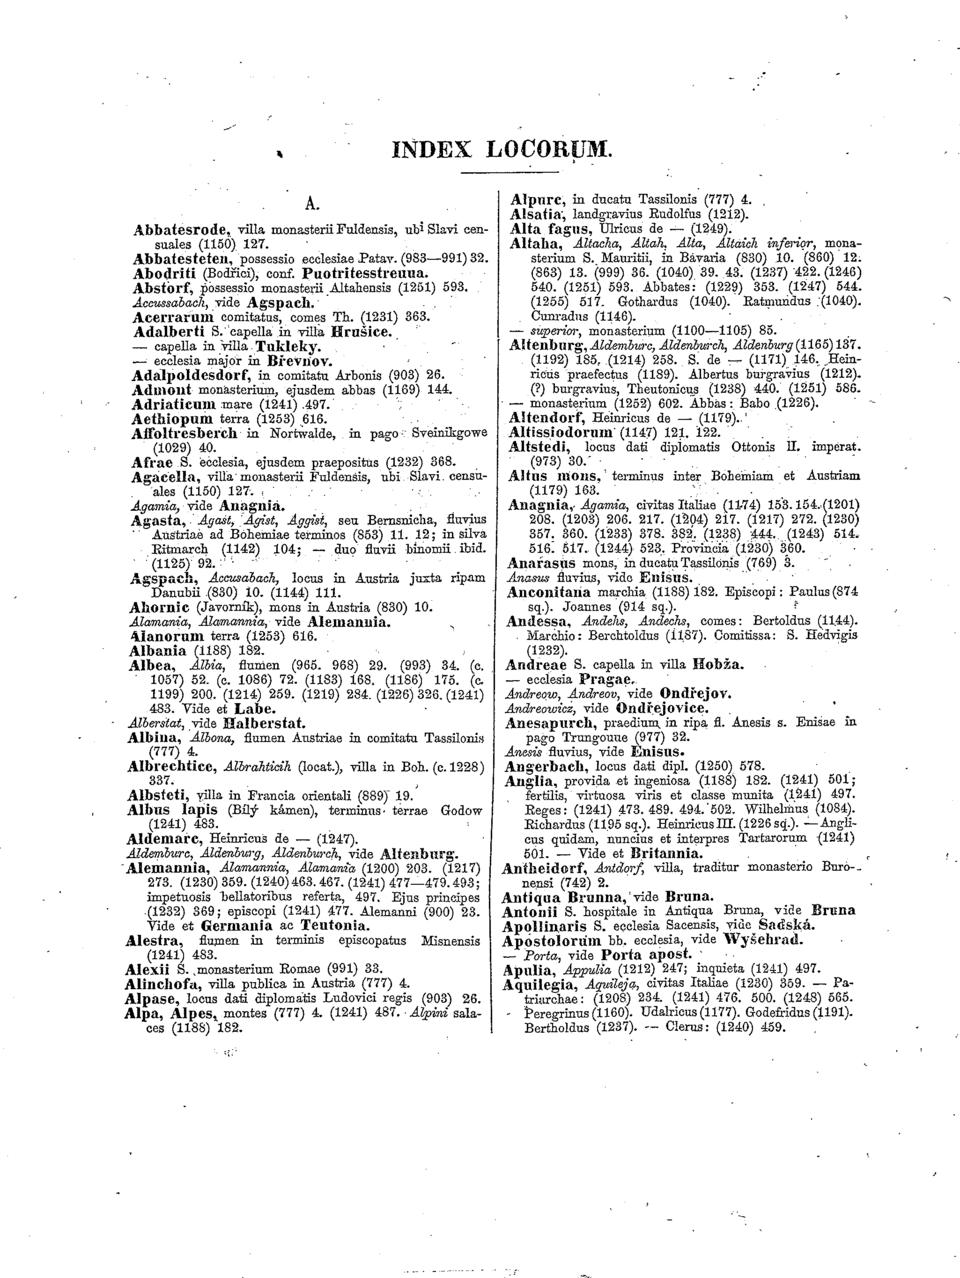 INDEX LOCORUM.
A.
Abbatesrode, villa monasterii Fuldensis, ubi Slavi cen-
suales (1150) 127.
Abbatesteten, possessio ecclesiae Patav. (983—991) 32.
Abodriti (Bodřici), conf. Puotritesstreuua.
Abstorf, possessio monasterii Altahensis (1251) 593.
Accussabach, vide Agspach.
Acerrarum comitatus, comes Th. (1231) 363.
Adalberti S. capella in villa Hrušice.
— capella in villa Tukleky.
— ecclesia major in Břevnov.
Adalpoldesdorf, in comitatu Arbonis (903) 26.
Admont monasterium, ejusdem abbas (1169) 144.
Adriaticum mare (1241) 497.
Aethiopum terra (1253) 616.
Affoltresberch in Nortwalde, in pago Sveinikgowe
(1029) 40.
Afrae S. ecclesia, ejusdem praepositus (1232) 368.
Agacella, villa monasterii Fuldensis, ubi Slavi censu-
ales (1150) 127.
Agamia, vide Anagnia.
Agasta, Agast, Agist, Aggist, seu Bernsnicha, fluvius
Austriae ad Bohemiae terminos (853) 11. 12; in silva
Ritmarch (1142) 104; — duo fluvii binomii ibid.
(1125) 92.
Agspach, Accusabach, locus in Austria juxta ripam
Danubii (830) 10. (1144) 111.
Ahornic (Javorník), mons in Austria (830) 10.
Alamania, Alamannia, vide Alemannia.
Alanorum terra (1253) 616.
Albania (1188) 182.
Albea, Albia, flumen (965. 968) 29. (993) 34. (c.
1057) 52. (c. 1086) 72. (1183) 168. (1186) 175. (c.
1199) 200. (1214) 259. (1219) 284. (1226) 326. (1241)
483. Vide et Labe.
Alberstat, vide Halberstat.
Albina, Albona, flumen Austriae in comitatu Tassilonis
(777) 4.
Albrechtice, Albrahticih (locat.), villa in Boh. (c. 1228)
337.
Albsteti, villa in Francia orientali (889) 19.
Albus lapis (Bílý kámen), terminus terrae Godow
(1241) 483.
Aldemarc, Heinricus de — (1247).
Aldemburc, Aldenburg, Aldenburch, vide Altenburg.
Alemannia, Alamannia, Alamania (1200) 203. (1217)
273. (1230) 359. (1240) 463. 467. (1241) 477—479. 493;
impetuosis bellatoribus referta, 497. Ejus principes
(1232) 369; episcopi (1241) 477. Alemanni (900) 23.
Vide et Germania ac Teutonia.
Alestra, flumen in terminis episcopatus Misnensis
(1241) 483.
Alexii S. monasterium Romae (991) 33.
Alinchofa, villa publica in Austria (777) 4.
Alpase, locus dati diplomatis Ludovici regis (903) 26.
Alpa, Alpes, montes (777) 4. (1241) 487. Alpini sala-
ces (1188) 182.
Alpurc, in ducatu Tassilonis (777) 4.
Alsatia, landgravius Rudolfus (1212).
Alta fagus, Ulricus de — (1249).
Altaha, Altacha, Altah, Alta, Altaich inferior, mona-
sterium S. Mauritii, in Bavaria (830) 10. (860) 12.
(863) 13. (999) 36. (1040) 39. 43. (1237) 422. (1246)
540. (1251) 593. Abbates: (1229) 353. (1247) 544.
(1255) 517. Gothardus (1040). Ratmundus (1040).
Cunradus (1146).
— superior, monasterium (1100—1105) 85.
Altenburg, Aldemburc, Aldenburch, Aldenburg (1165) 137.
(1192) 185. (1214) 258. S. de — (1171) 146. Hein-
ricus praefectus (1189). Albertus burgravius (1212).
(?) burgravius, Theutonicus (1238) 440. (1251) 586.
— monasterium (1252) 602. Abbas: Babo (1226).
Altendorf, Heinricus de — (1179).
Altissiodorum (1147) 121. 122.
Altstedi, locus dati diplomatis Ottonis II. imperat.
(973) 30.
Altus mons, terminus inter Bohemiam et Austriam
(1179) 163.
Anagnia, Agamia, civitas Italiae (1174) 153. 154. (1201)
208. (1203) 206. 217. (1204) 217. (1217) 272. (1230)
357. 360. (1233) 378. 382. (1238) 444. (1243) 514.
516. 517. (1244) 523. Provincia (1230) 360.
Anarasus mons, in ducatu Tassilonis (769) 3.
Anasus fluvius, vide Enisus.
Anconitana marchia (1188) 182. Episcopi: Paulus (874
sq.). Joannes (914 sq.).
Andessa, Andehs, Andechs, comes: Bertoldus (1144).
Marchio: Berchtoldus (1187). Comitissa: S. Hedvigis
(1232).
Andreae S. capella in villa Hobža.
— ecclesia Pragae.
Andreow, Andreov, vide Ondřejov.
Andreowicz, vide Ondřejovice.
Anesapurch, praedium in ripa fl. Anesis s. Enisae in
pago Trungoune (977) 32.
Anesis fluvius, vide Enisus.
Angerbach, locus dati dipl. (1250) 578.
Anglia, provida et ingeniosa (1188) 182. (1241) 501;
fertilis, virtuosa viris et classe munita (1241) 497.
Reges: (1241) 473. 489. 494. 502. Wilhelmus (1084).
Richardus (1195 sq.). Heinricus III. (1226 sq.). — Angli-
cus quidam, nuncius et interpres Tartarorum (1241)
501. — Vide et Britannia.
Antheidorf, Antdorf, villa, traditur monasterio Buro-
nensi (742) 2.
Antiqua Brunna, vide Bruna.
Antonii S. hospitale in Antiqua Bruna, vide Bruna
Apollinaris S. ecclesia Sacensis, vide Sadská.
Apostolorum bb. ecclesia, vide Wyšehrad.
— Porta, vide Porta apost.
Apulia, Appulia (1212) 247; inquieta (1241) 497.
Aquilegia, Aquileja, civitas Italiae (1230) 359. — Pa-
triarchae: (1208) 234. (1241) 476. 500. (1248) 565.
Peregrinus (1160). Udalricus (1177). Godefridus (1191).
Bertholdus (1237). — Clerus: (1240) 459.